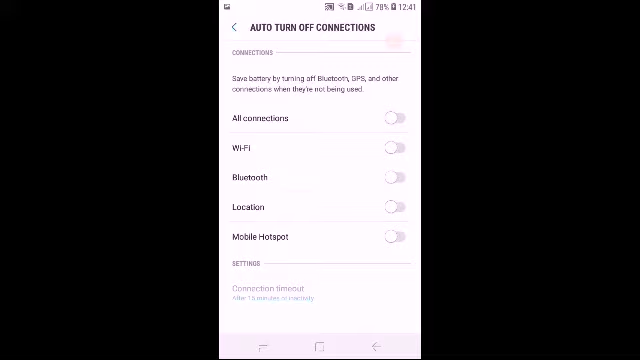 78% 12:41
AUTO TURN OFF CONNECTIONS
CONNECTIONS
Save battery by turning off Bluetooth, GPS, and other
connections when they're not being used.
All connections
Wi-Fi
Bluetooth
Location
Mobile Hotspot
SETTINGS
Connection timeout
After 15 minutes of inactivity